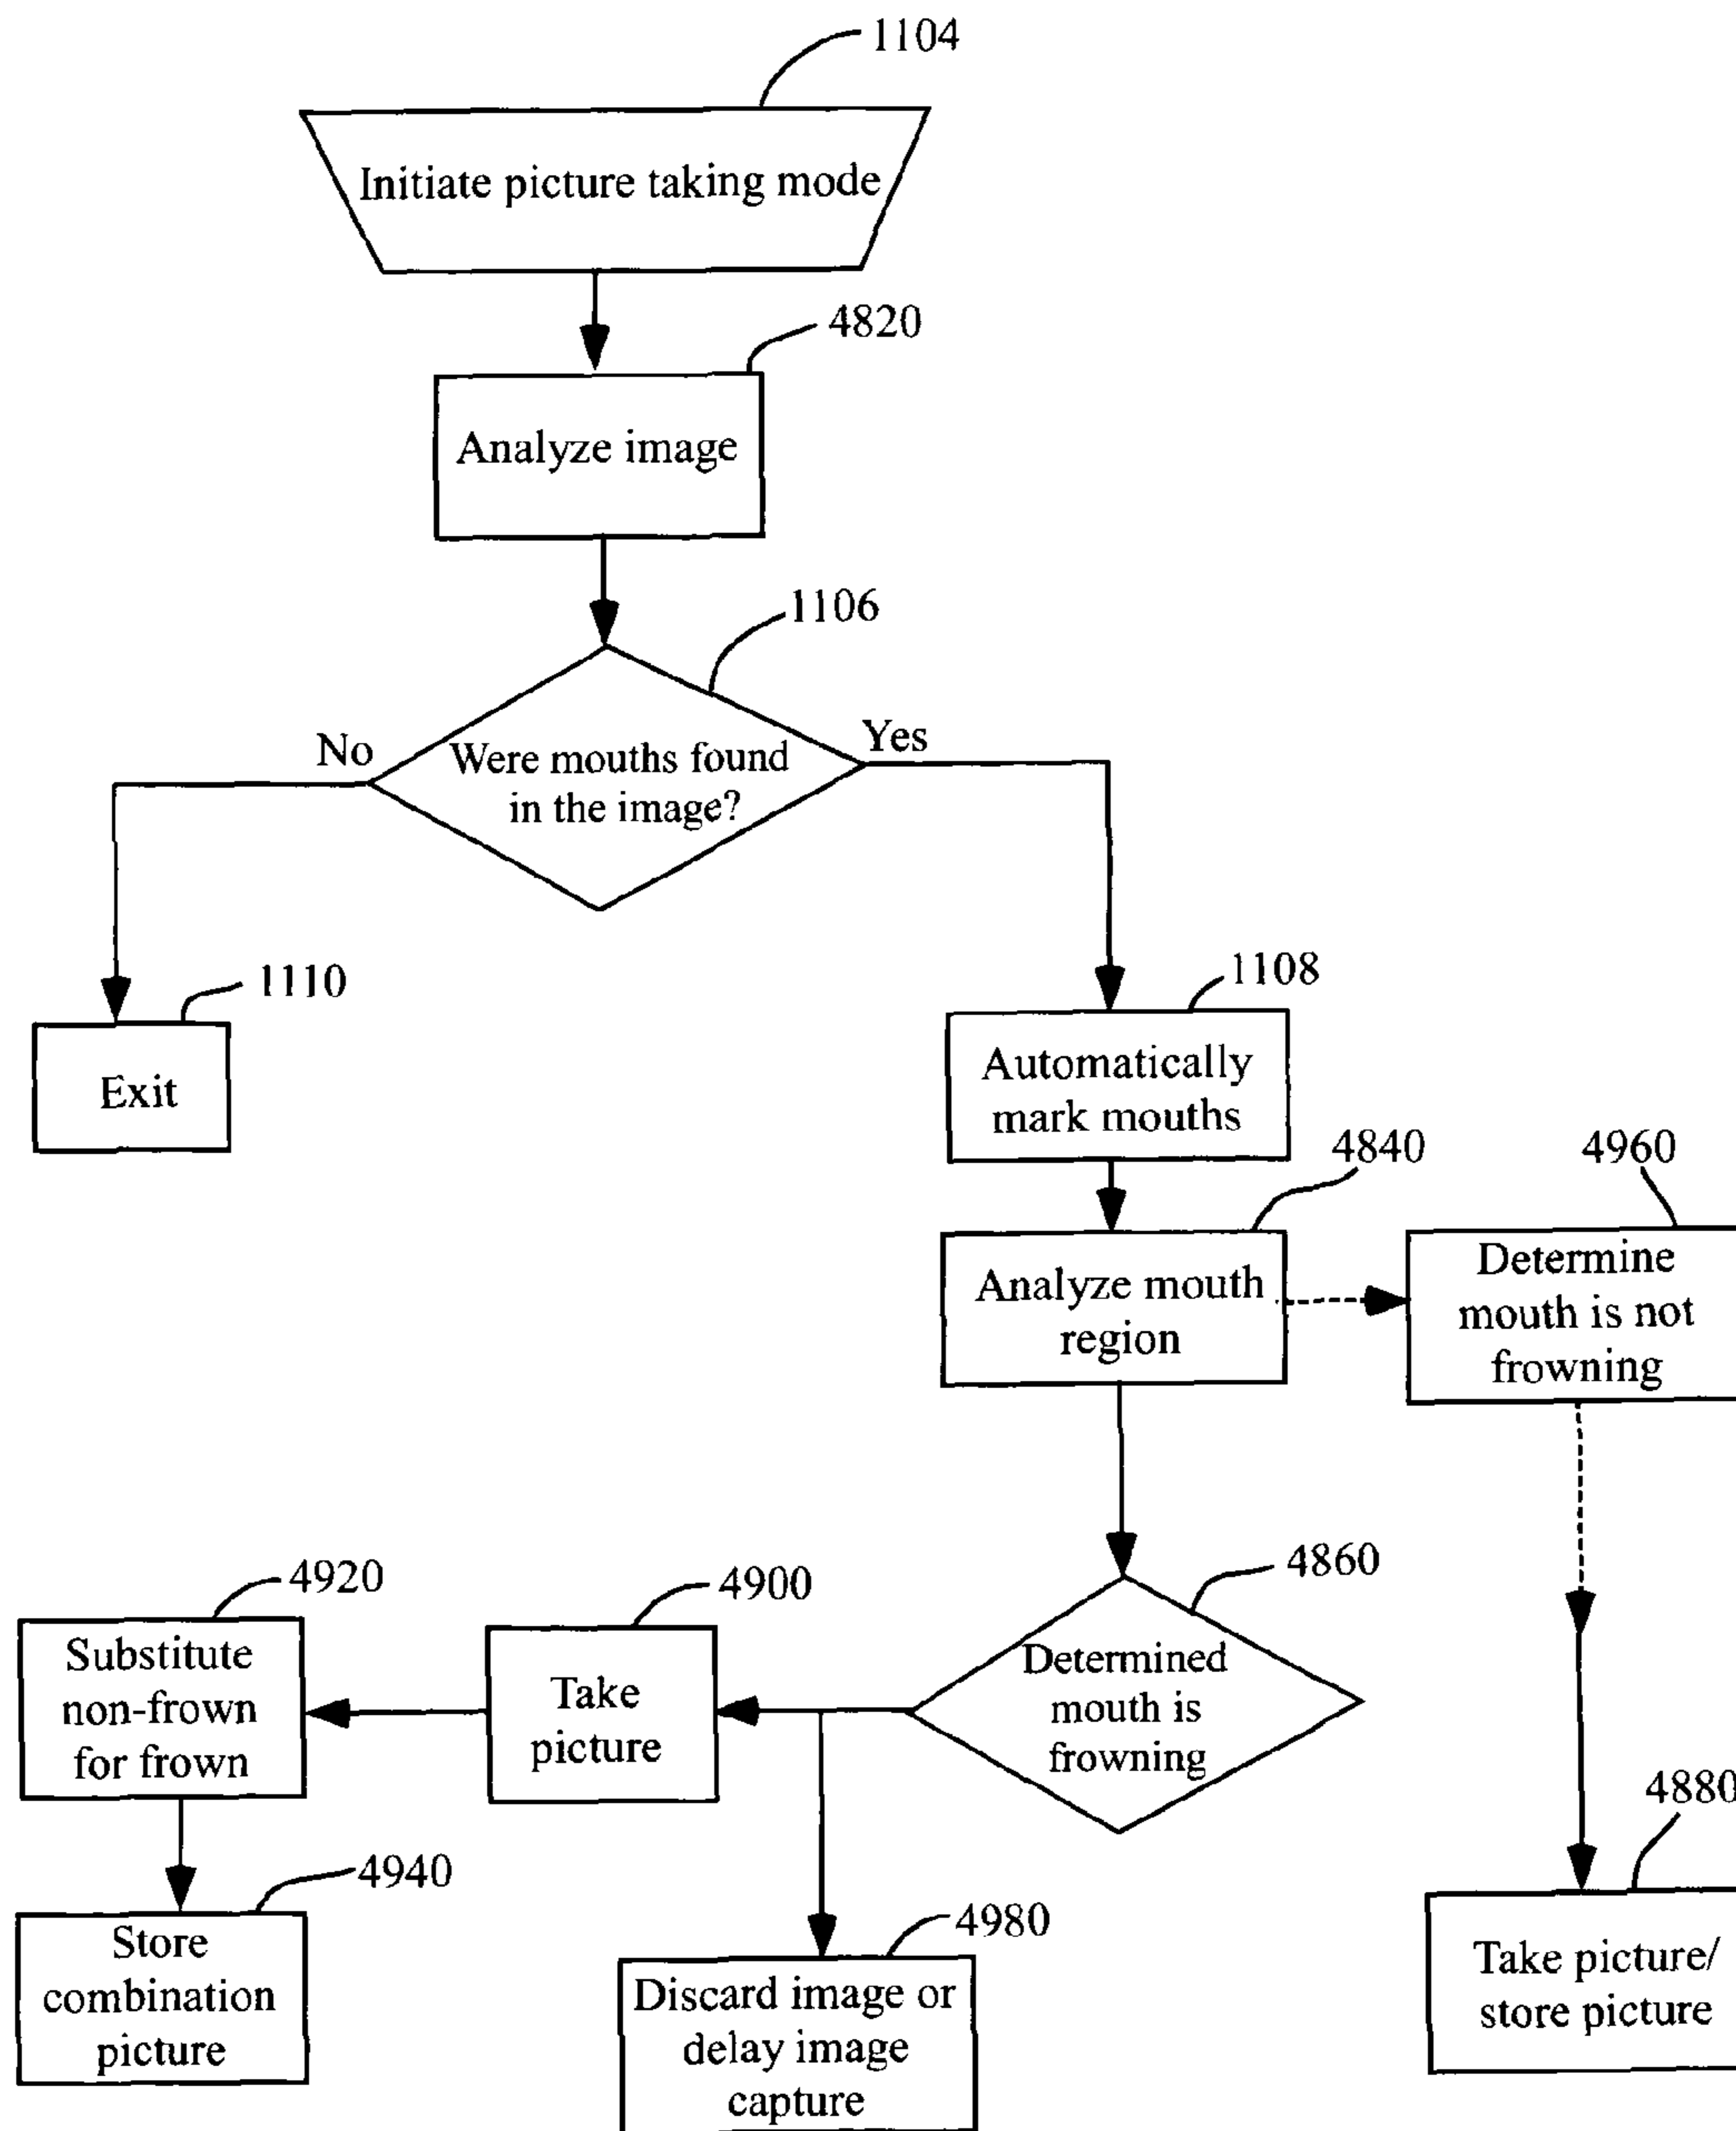 1104
Initiate picture taking mode
4820
Analyze image
1106
No
Yes
Were mouths found
in the image?
1110
Exit
1108
Automatically
mark mouths
4840
Analyze mouth
region
4960
Determine
mouth is not
frowning
4860
Determined
mouth is
frowning
4900
Take
picture
4920
Substitute
non-frown
for frown
4940
Store
combination
picture
4980
Discard image or
delay image
capture
4880
Take picture/
store picture